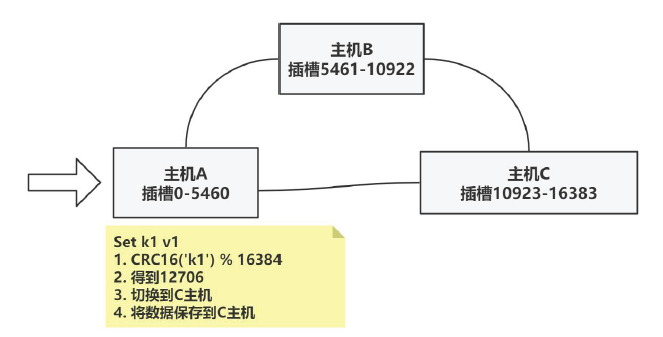 主机B
插槽5461-10922
主机A
插槽0-5460
主机C
插槽10923-16383
Set k1 v1
1. CRC16('k1') % 16384
2. 得到12706
3. 切换到C主机
4. 将数据保存到C主机